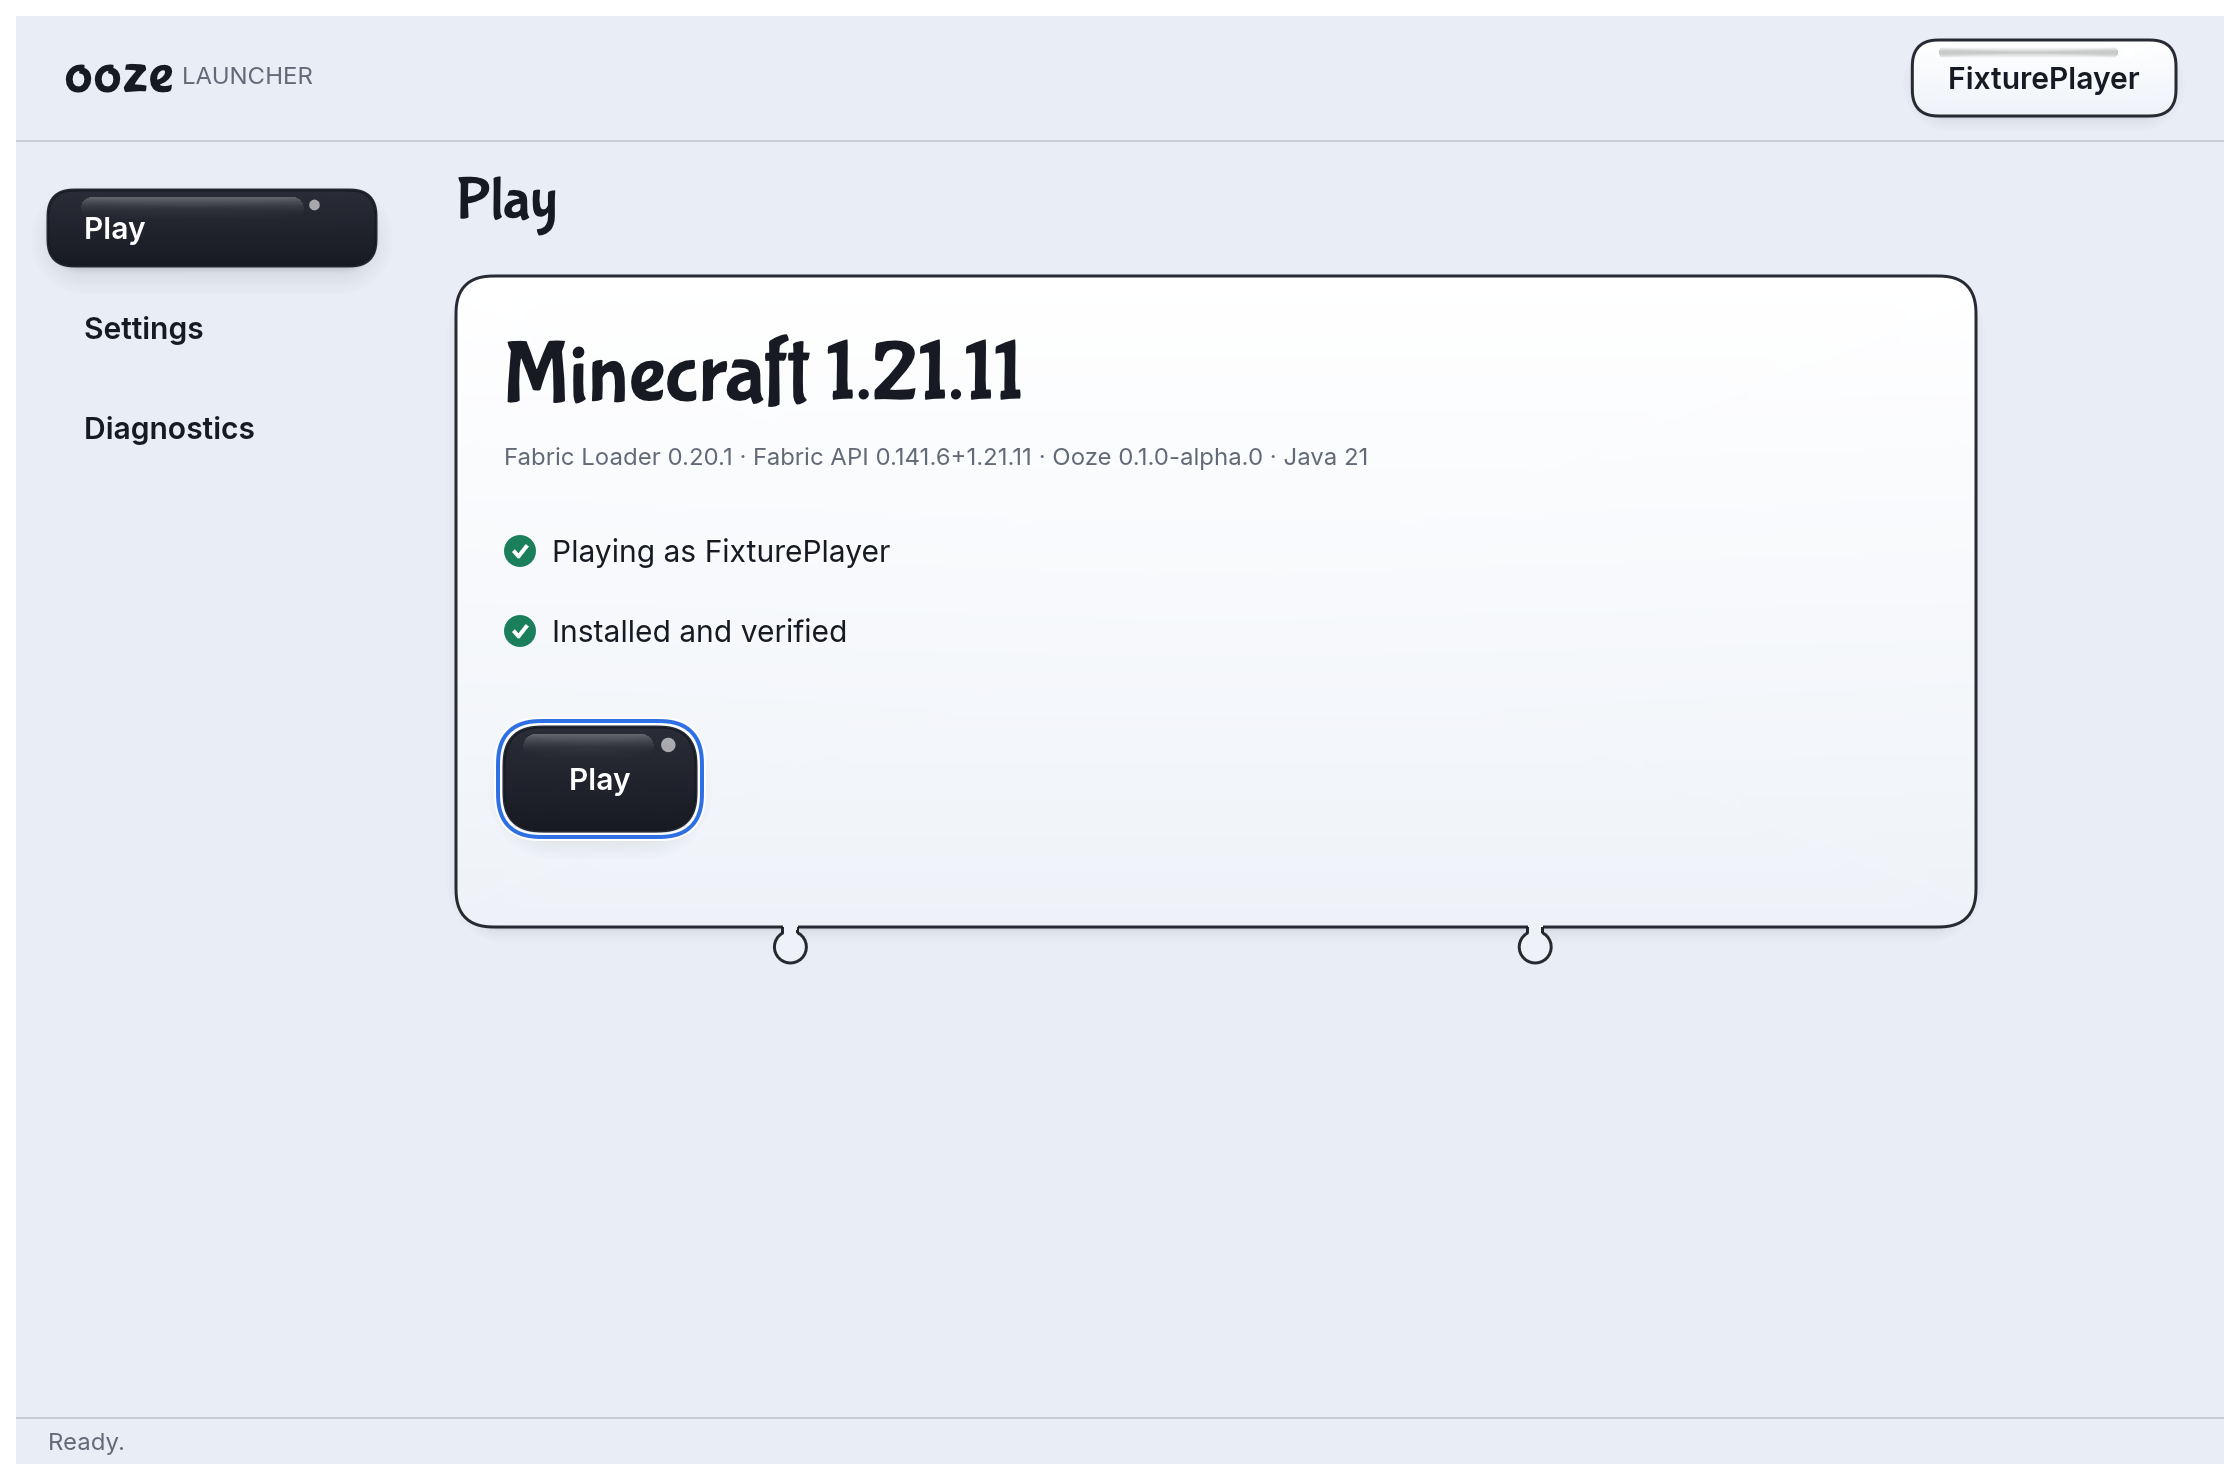 ooze LAUNCHER
FixturePlayer
Play
Settings
Diagnostics
Play
Minecraft 1.21.11
Fabric Loader 0.20.1 · Fabric API 0.141.6+1.21.11 · Ooze 0.1.0-alpha.0 · Java 21
Playing as FixturePlayer
Installed and verified
Play
Ready.